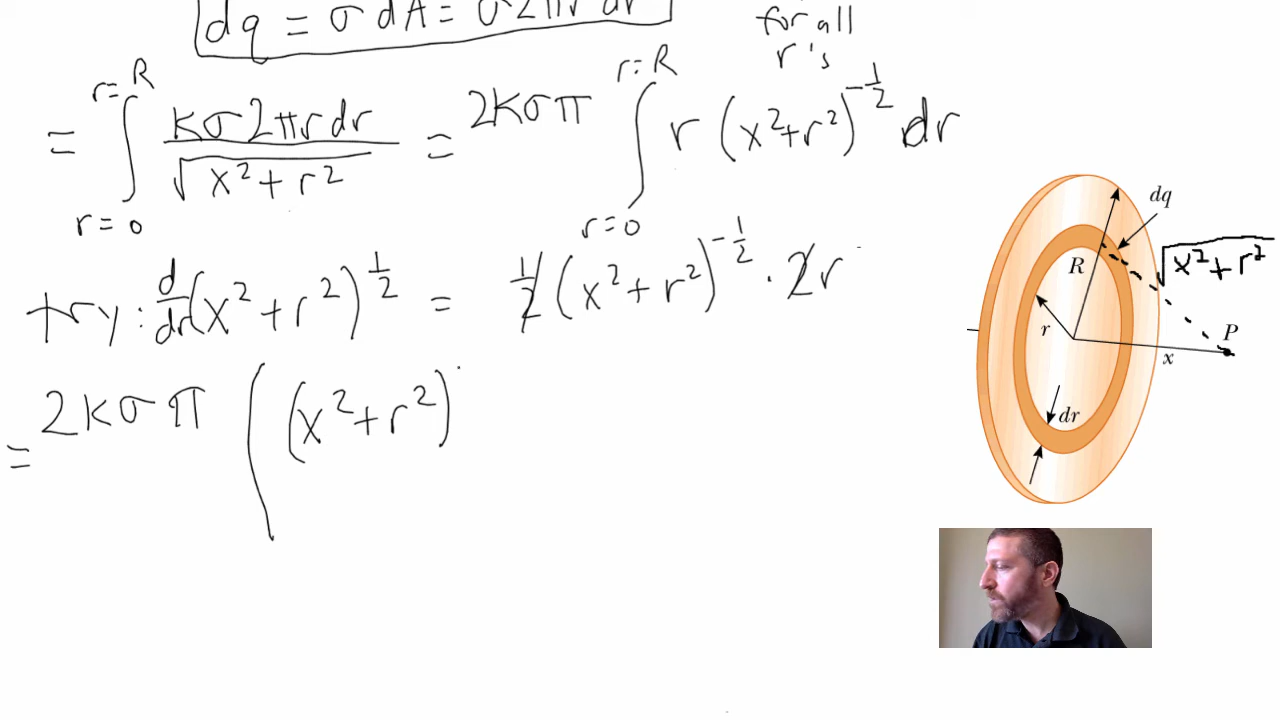 dq = σ dA = σ 2πr dr
for all
r's
= ∫_{r=0}^{r=R} kσ2πr dr / √(x²+r²) = 2kσπ ∫_{r=0}^{r=R} r (x²+r²)^{-1/2} dr
try: d/dr (x²+r²)^{1/2} = 1/2 (x²+r²)^{-1/2} · 2r
= 2kσπ ( (x²+r²)
dq
R
√(x²+r²)
r
P
x
dr